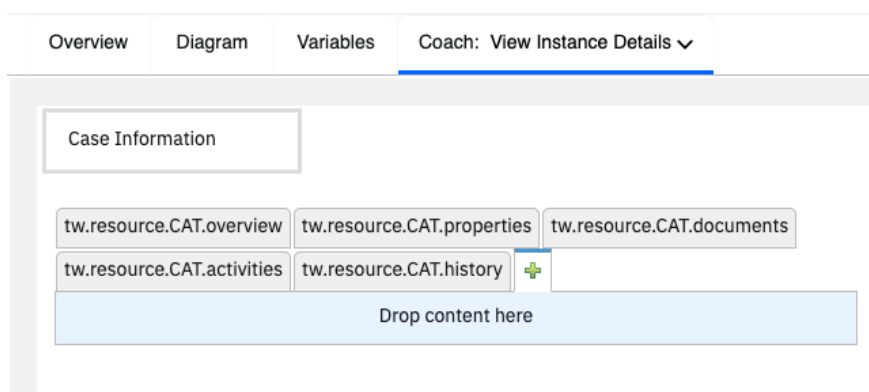 Overview Diagram Variables Coach: View Instance Details
Case Information
tw.resource.CAT.overview tw.resource.CAT.properties tw.resource.CAT.documents
tw.resource.CAT.activities tw.resource.CAT.history
Drop content here